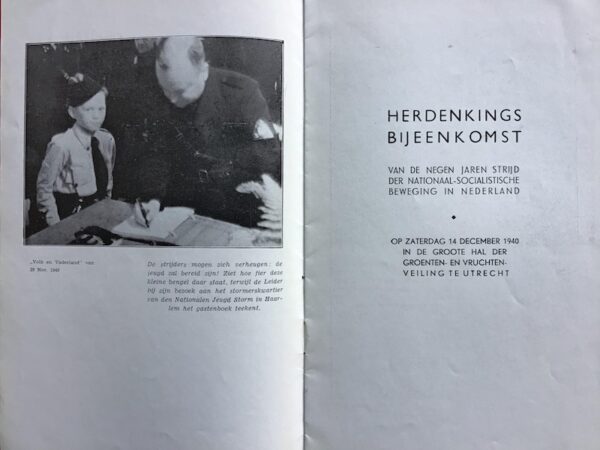 „Volk en Vaderland" van
29 Nov. 1940
De strijders mogen zich verheugen: de
jeugd zal bereid zijn! Ziet hoe fier deze
kleine bengel daar staat, terwijl de Leider
bij zijn bezoek aan het stormerskwartier
van den Nationalen Jeugd Storm in Haar-
lem het gastenboek teekent.
HERDENKINGS
BIJEENKOMST
VAN DE NEGEN JAREN STRIJD
DER NATIONAAL-SOCIALISTISCHE
BEWEGING IN NEDERLAND
OP ZATERDAG 14 DECEMBER 1940
IN DE GROOTE HAL DER
GROENTEN- EN VRUCHTEN-
VEILING TE UTRECHT